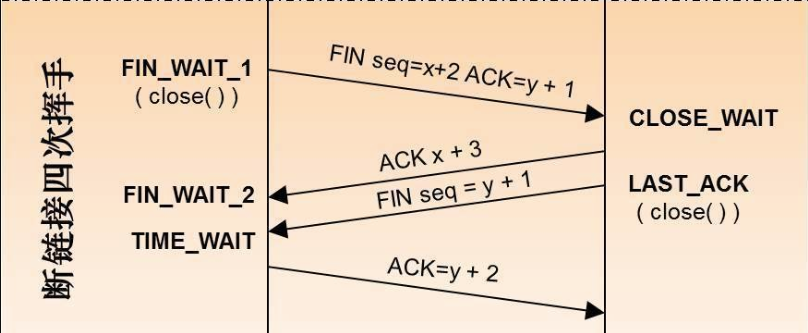 断链接四次挥手
FIN_WAIT_1
( close( ) )
FIN seq=x+2 ACK=y + 1
CLOSE_WAIT
ACK x + 3
FIN_WAIT_2
FIN seq = y + 1
LAST_ACK
( close( ) )
TIME_WAIT
ACK=y + 2